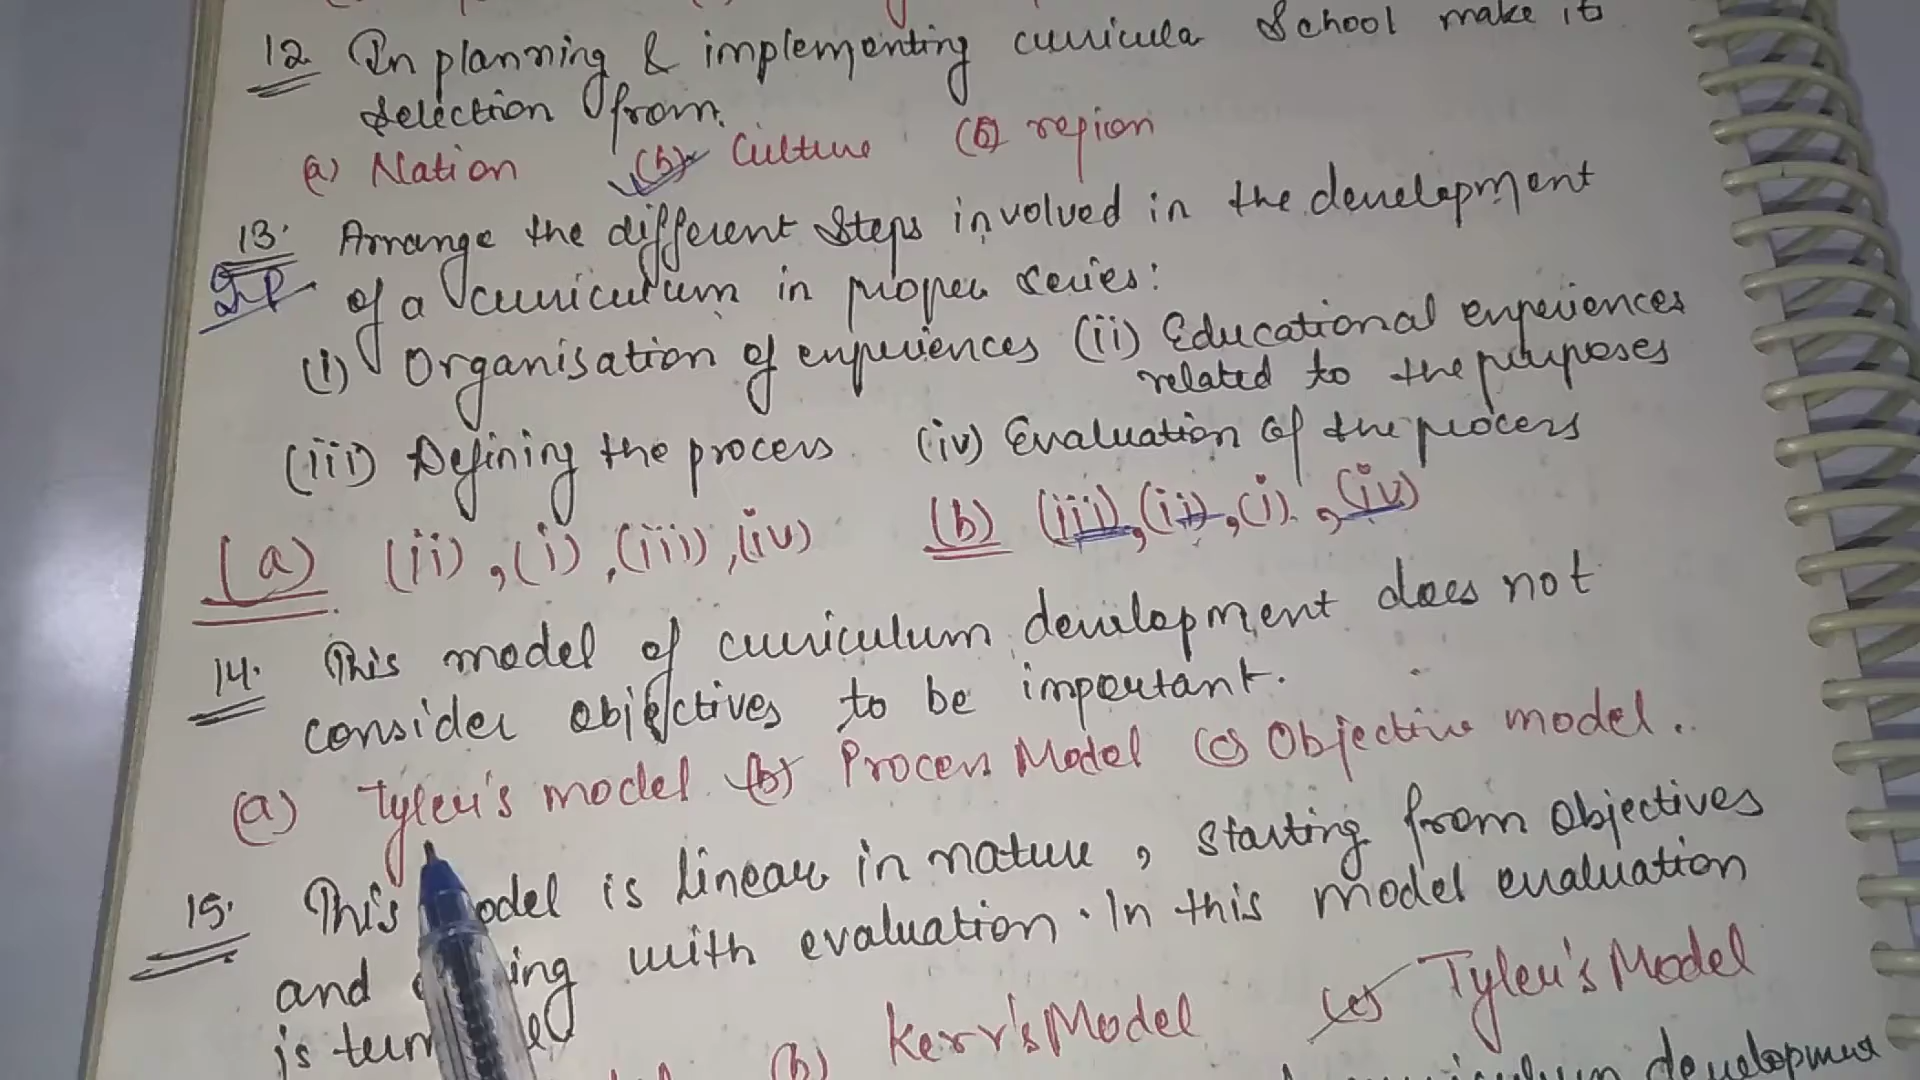 12. In planning & implementing curricula School make its
selection from.
(a) Nation (b) Culture (c) region
13. Arrange the different steps involved in the development
of a curriculum in proper series:
(i) Organisation of experiences (ii) Educational experiences
related to the purposes
(iii) Defining the process (iv) Evaluation of the process
(a) (ii), (i), (iii), (iv) (b) (iii), (ii), (i), (iv)
14. This model of curriculum development does not
consider objectives to be important.
(a) Tyler's model (b) Process Model (c) Objective model.
15. This odel is linear in nature, starting from objectives
and ing with evaluation. In this model evaluation
is
(b) Kerr's Model (c) Tyler's Model
development